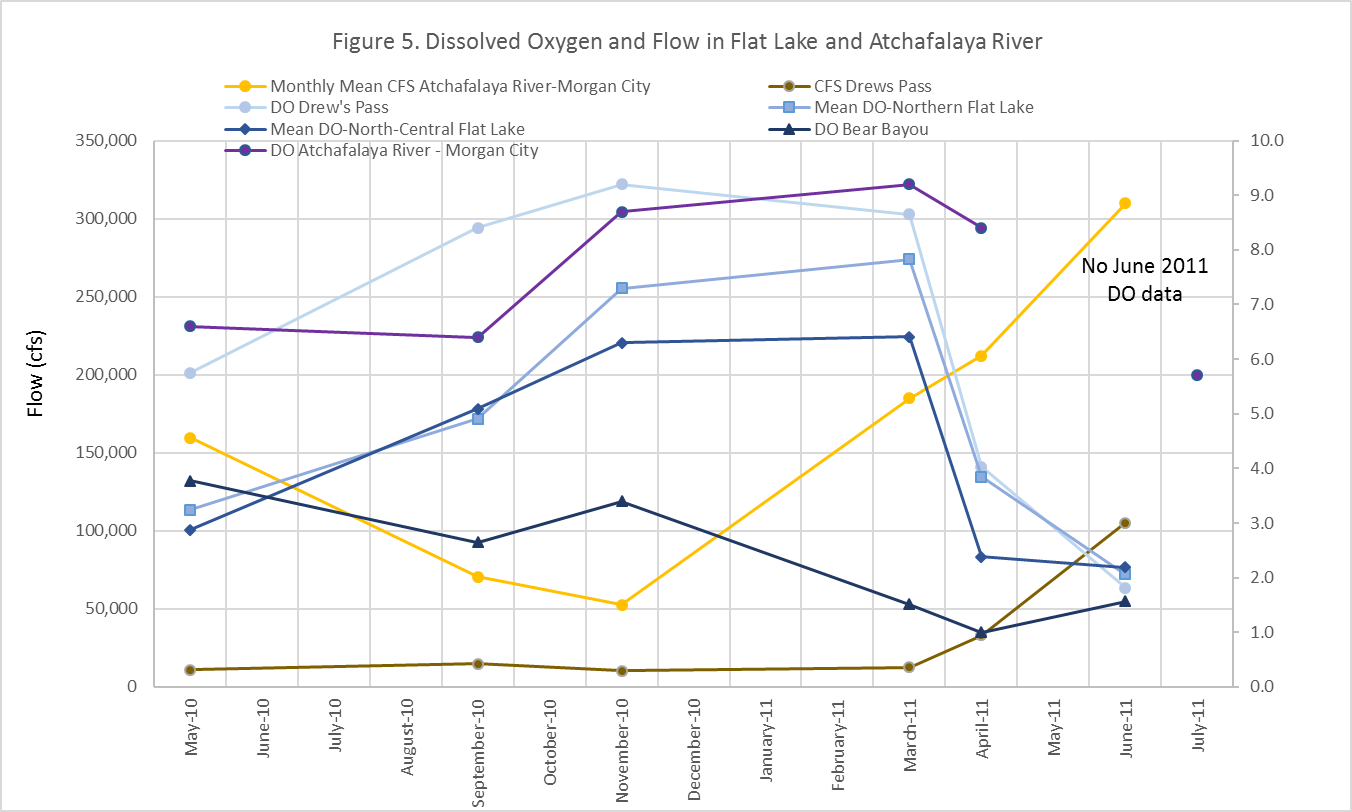 Figure 5. Dissolved Oxygen and Flow in Flat Lake and Atchafalaya River
Monthly Mean CFS Atchafalaya River-Morgan City
CFS Drews Pass
DO Drew's Pass
Mean DO-Northern Flat Lake
Mean DO-North-Central Flat Lake
DO Bear Bayou
DO Atchafalaya River - Morgan City
Flow (cfs)
350,000
300,000
250,000
200,000
150,000
100,000
50,000
0
10.0
9.0
8.0
7.0
6.0
5.0
4.0
3.0
2.0
1.0
0.0
No June 2011
DO data
May-10
June-10
July-10
August-10
September-10
October-10
November-10
December-10
January-11
February-11
March-11
April-11
May-11
June-11
July-11